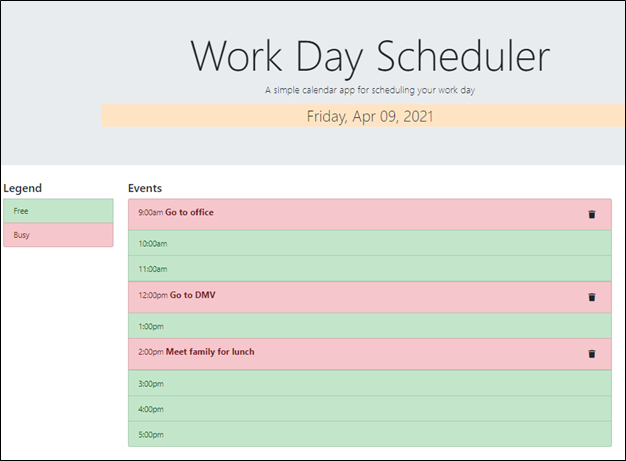 Work Day Scheduler
A simple calendar app for scheduling your work day
Friday, Apr 09, 2021
Legend
Free
Busy
Events
9:00am Go to office
10:00am
11:00am
12:00pm Go to DMV
1:00pm
2:00pm Meet family for lunch
3:00pm
4:00pm
5:00pm